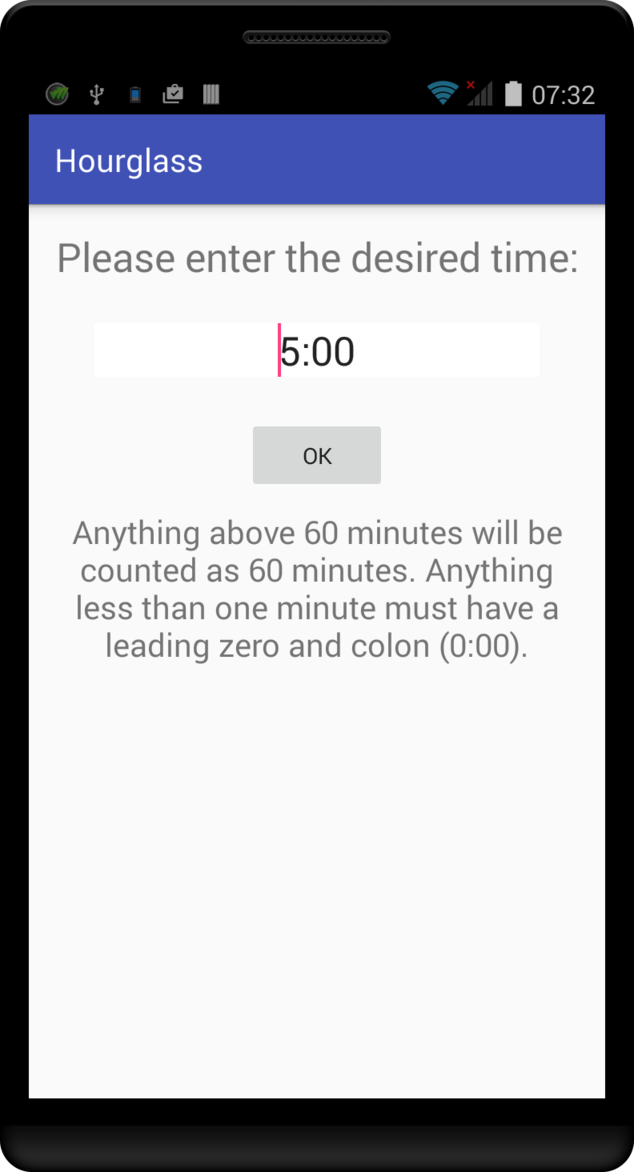 07:32
Hourglass
Please enter the desired time:
5:00
OK
Anything above 60 minutes will be
counted as 60 minutes. Anything
less than one minute must have a
leading zero and colon (0:00).